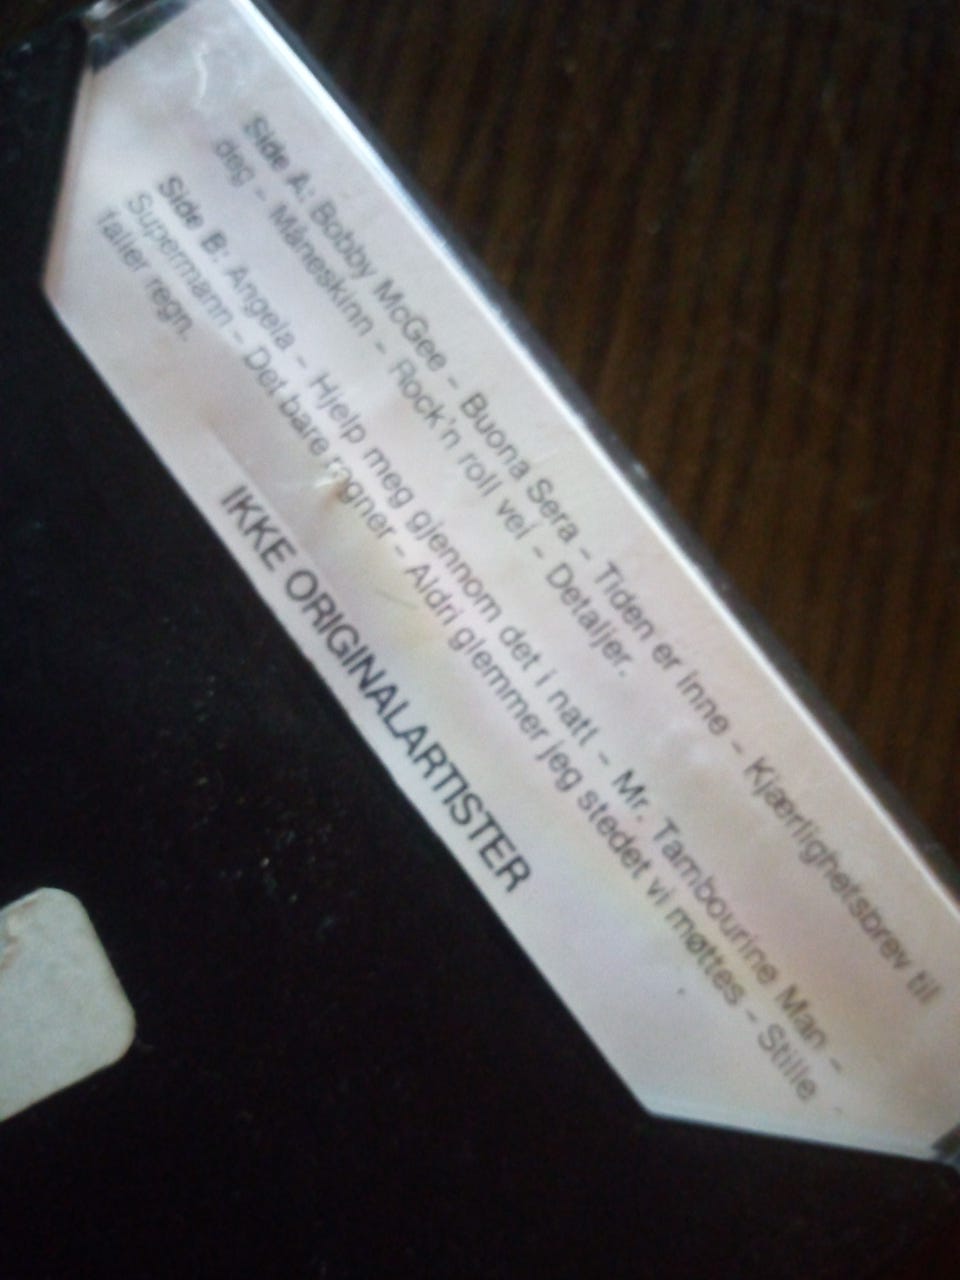 Side A: Bobby McGee – Buona Sera – Tiden er inne – Kjærlighetsbrev til
deg – Måneskinn – Rock'n roll vei – Detaljer.
Side B: Angela – Hjelp meg gjennom det i natt – Mr. Tambourine Man –
Supermann – Det bare regner – Aldri glemmer jeg stedet vi møttes – Stille
faller regn.
IKKE ORIGINALARTISTER